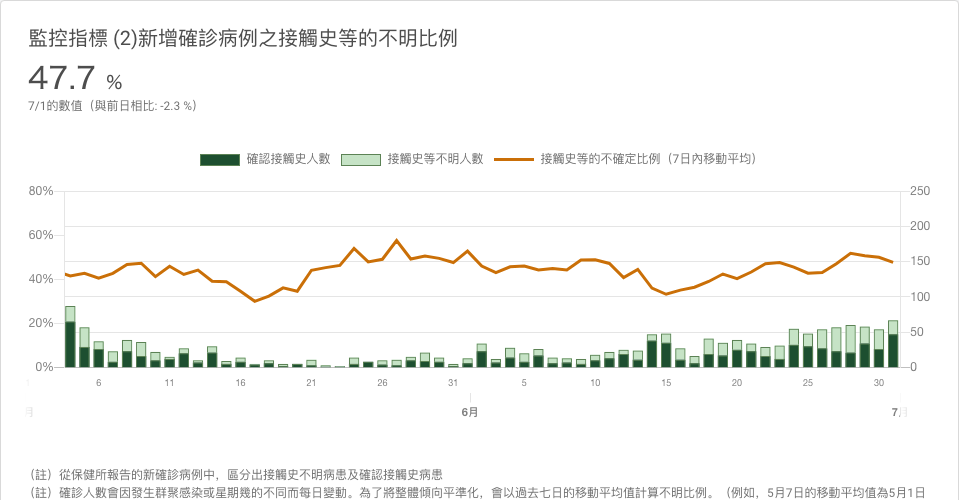 監控指標 (2)新增確診病例之接觸史等的不明比例
47.7 %
7/1的數值（與前日相比: -2.3 %）
確認接觸史人數 接觸史等不明人數 接觸史等的不確定比例（7日內移動平均）
80% 250
200
60%
150
40%
100
20%
50
0% 0
6 11 16 21 26 31 5 10 15 20 25 30
月 6月 7月
（註）從保健所報告的新確診病例中，區分出接觸史不明病患及確認接觸史病患
（註）確診人數會因發生群聚感染或星期幾的不同而每日變動。為了將整體傾向平準化，會以過去七日的移動平均值計算不明比例。（例如，5月7日的移動平均值為5月1日